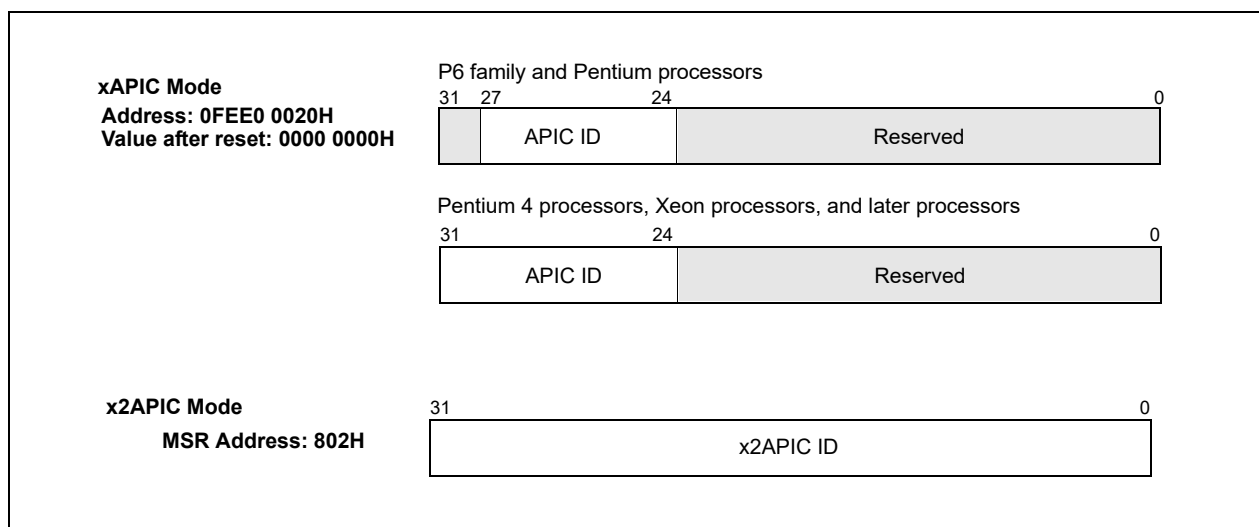 P6 family and Pentium processors
xAPIC Mode
Address: 0FEE0 0020H
Value after reset: 0000 0000H
31 27 24 0
APIC ID Reserved
Pentium 4 processors, Xeon processors, and later processors
31 24 0
APIC ID Reserved
x2APIC Mode
MSR Address: 802H
31 0
x2APIC ID